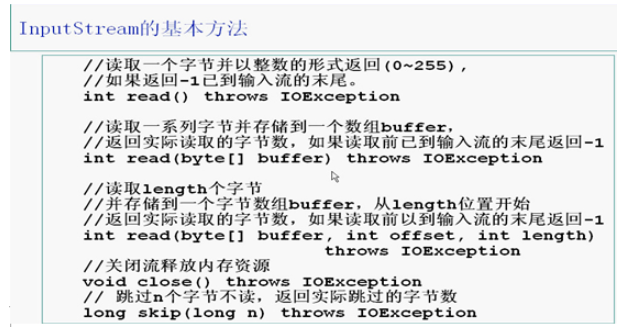 InputStream的基本方法
//读取一个字节并以整数的形式返回(0~255),
//如果返回-1已到输入流的末尾。
int read() throws IOException
//读取一系列字节并存储到一个数组buffer,
//返回实际读取的字节数，如果读取前已到输入流的末尾返回-1
int read(byte[] buffer) throws IOException
//读取length个字节
//并存储到一个字节数组buffer，从length位置开始
//返回实际读取的字节数，如果读取前以到输入流的末尾返回-1
int read(byte[] buffer, int offset, int length)
throws IOException
//关闭流释放内存资源
void close() throws IOException
// 跳过n个字节不读，返回实际跳过的字节数
long skip(long n) throws IOException